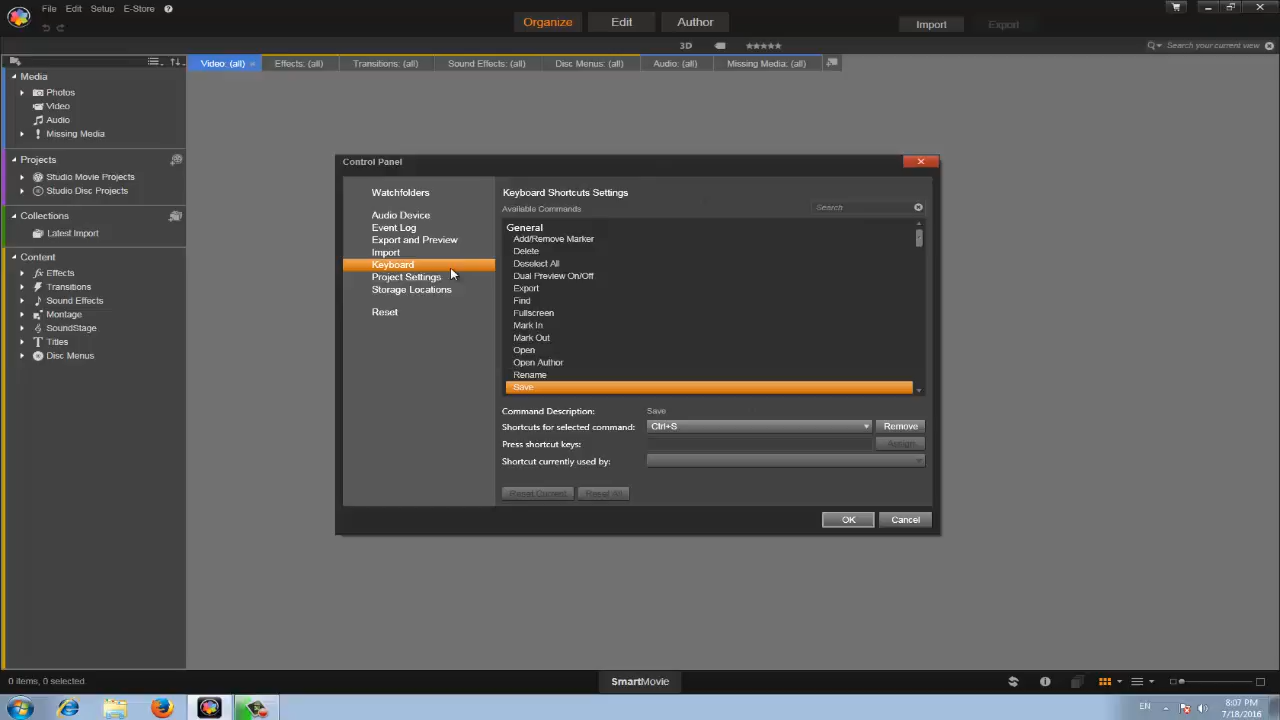 File Edit Setup E-Store
Organize Edit Author
Import Export
3D
Search your current view
Video: (all) Effects: (all) Transitions: (all) Sound Effects: (all) Disc Menus: (all) Audio: (all) Missing Media: (all)
Media
Photos
Video
Audio
Missing Media
Projects
Studio Movie Projects
Studio Disc Projects
Collections
Latest Import
Content
Effects
Transitions
Sound Effects
Montage
SoundStage
Titles
Disc Menus
Control Panel
Watchfolders
Audio Device
Event Log
Export and Preview
Import
Keyboard
Project Settings
Storage Locations
Reset
Keyboard Shortcuts Settings
Available Commands
Search
General
Add/Remove Marker
Delete
Deselect All
Dual Preview On/Off
Export
Find
Fullscreen
Mark In
Mark Out
Open
Open Author
Rename
Save
Command Description: Save
Shortcuts for selected command: Ctrl+S Remove
Press shortcut keys: Assign
Shortcut currently used by:
Reset Current Reset All
OK Cancel
0 items, 0 selected.
SmartMovie
EN
8:07 PM
7/18/2016